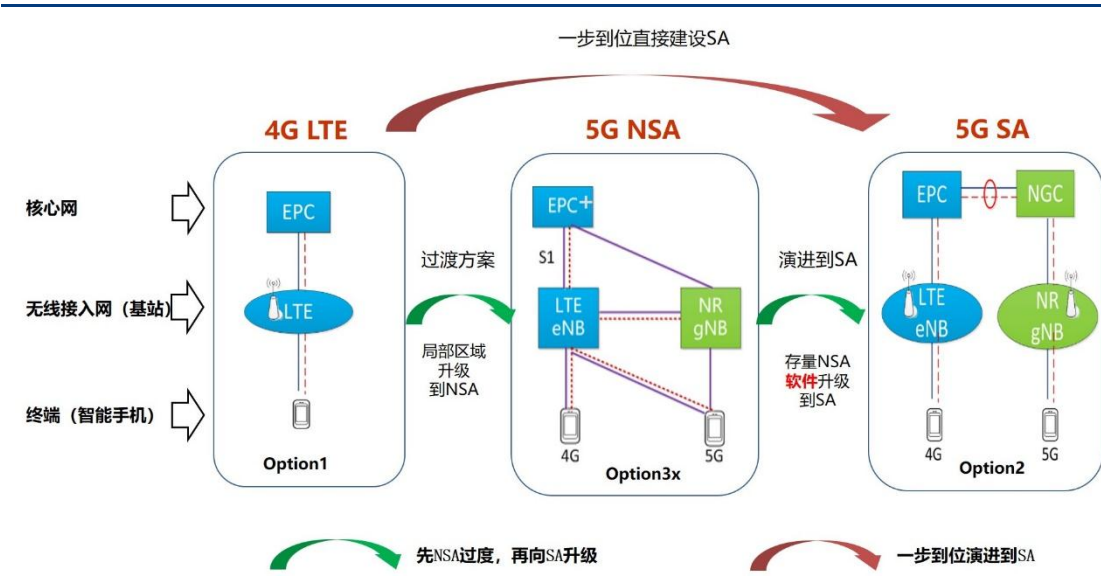 一步到位直接建设SA
4G LTE
5G NSA
5G SA
核心网
EPC
EPC+
EPC
NGC
S1
过渡方案
演进到SA
无线接入网（基站）
LTE
LTE
eNB
NR
gNB
LTE
eNB
NR
gNB
局部区域
升级
到NSA
存量NSA
软件升级
到SA
终端（智能手机）
4G
5G
4G
5G
Option1
Option3x
Option2
先NSA过度，再向SA升级
一步到位演进到SA